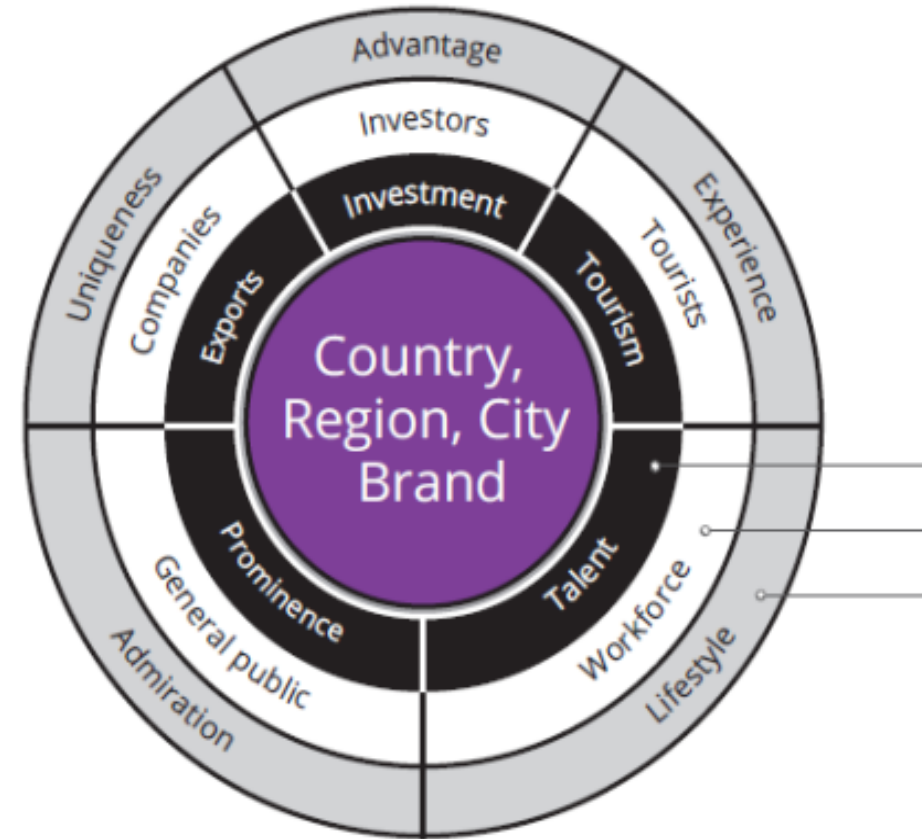 Advantage
Investors
Investment
Uniqueness
Companies
Exports
Experience
Tourists
Tourism
Country,
Region, City
Brand
Prominence
General public
Admiration
Talent
Workforce
Lifestyle